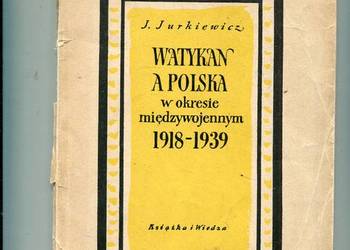 J. Jurkiewicz
WATYKAN
A POLSKA
w okresie
międzywojennym
1918-1939
Książka i Wiedza